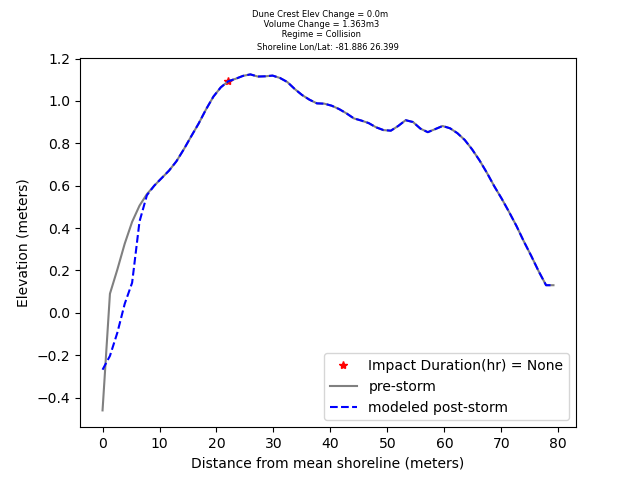 Dune Crest Elev Change = 0.0m
Volume Change = 1.363m3
Regime = Collision
Shoreline Lon/Lat: -81.886 26.399
1.2
1.0
0.8
0.6
0.4
0.2
0.0
−0.2
−0.4
Elevation (meters)
Impact Duration(hr) = None
pre-storm
modeled post-storm
0 10 20 30 40 50 60 70 80
Distance from mean shoreline (meters)